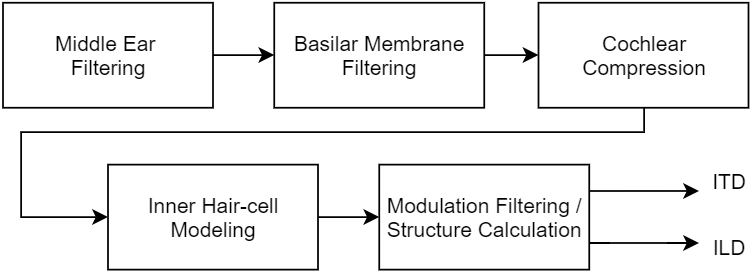 Middle Ear
Filtering
Basilar Membrane
Filtering
Cochlear
Compression
Inner Hair-cell
Modeling
Modulation Filtering /
Structure Calculation
ITD
ILD